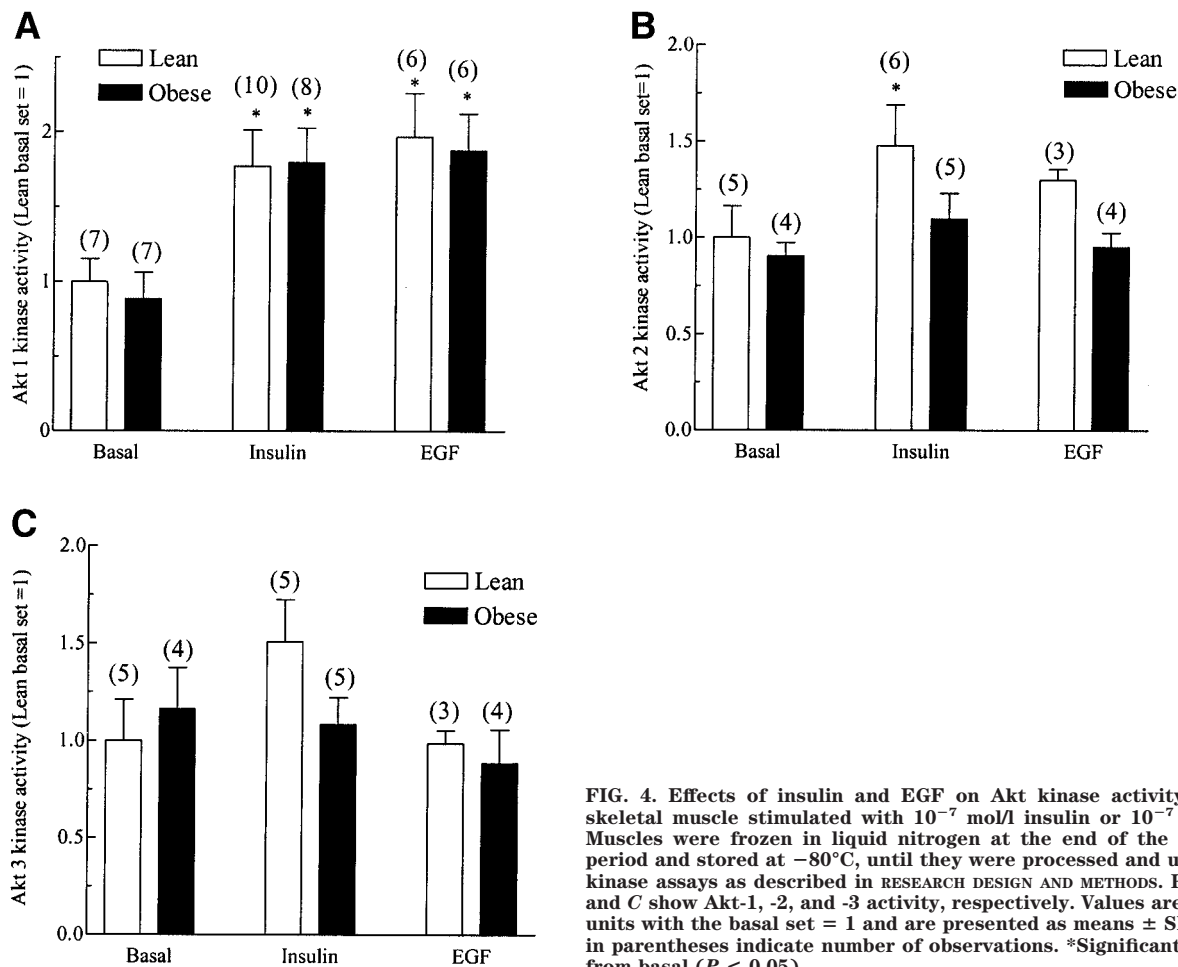 A
Lean
Obese
Akt 1 kinase activity (Lean basal set = 1)
2
1
0
(7)
(7)
(10)
*
(8)
*
(6)
*
(6)
*
Basal
Insulin
EGF
B
Lean
Obese
Akt 2 kinase activity (Lean basal set=1)
2.0
1.5
1.0
0.5
0.0
(5)
(4)
(6)
*
(5)
(3)
(4)
Basal
Insulin
EGF
C
Lean
Obese
Akt 3 kinase activity (Lean basal set =1)
2.0
1.5
1.0
0.5
0.0
(5)
(4)
(5)
(5)
(3)
(4)
Basal
Insulin
EGF
FIG. 4. Effects of insulin and EGF on Akt kinase activity
skeletal muscle stimulated with 10⁻⁷ mol/l insulin or 10⁻⁷
Muscles were frozen in liquid nitrogen at the end of the
period and stored at −80°C, until they were processed and
kinase assays as described in RESEARCH DESIGN AND METHODS.
and C show Akt-1, -2, and -3 activity, respectively. Values are
units with the basal set = 1 and are presented as means ±
in parentheses indicate number of observations. *Significant
from basal (P < 0.05)